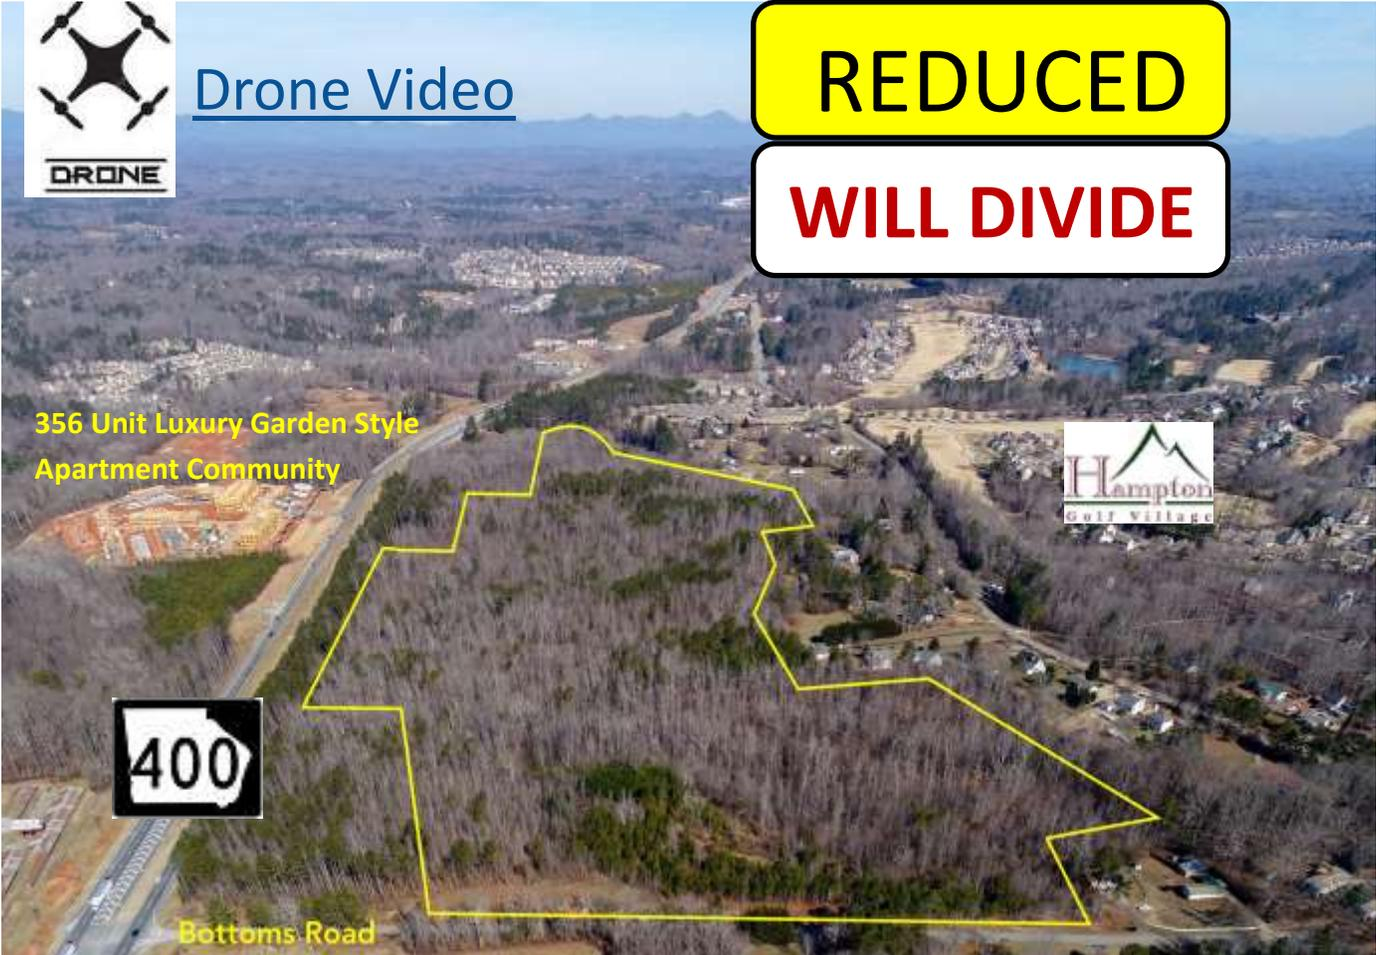 Drone Video
DRONE
REDUCED
WILL DIVIDE
356 Unit Luxury Garden Style
Apartment Community
Hampton
Golf Village
400
Bottoms Road